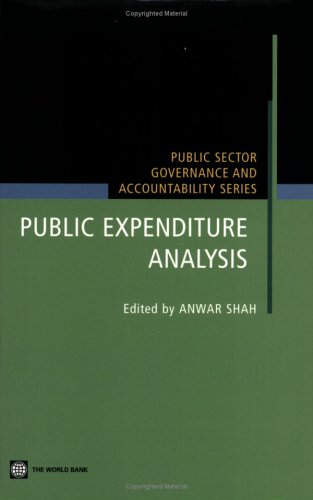 PUBLIC SECTOR
GOVERNANCE AND
ACCOUNTABILITY SERIES
PUBLIC EXPENDITURE
ANALYSIS
Edited by ANWAR SHAH
THE WORLD BANK
Copyrighted Material
Copyrighted Material